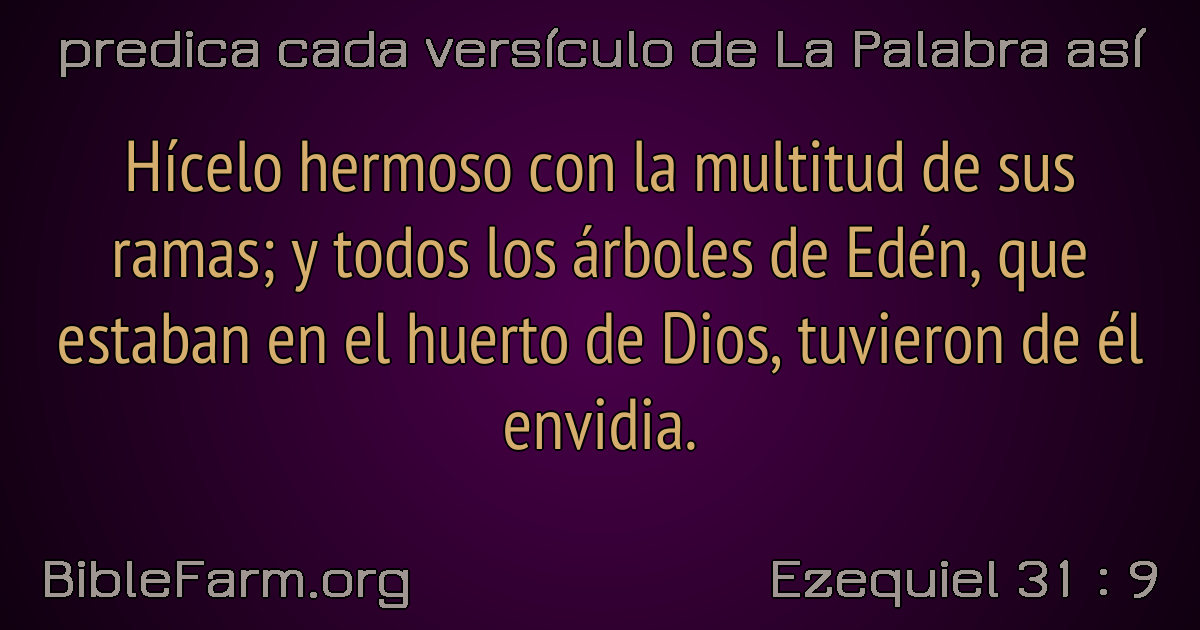 predica cada versículo de La Palabra así
Hícelo hermoso con la multitud de sus
ramas; y todos los árboles de Edén, que
estaban en el huerto de Dios, tuvieron de él
envidia.
BibleFarm.org
Ezequiel 31 : 9